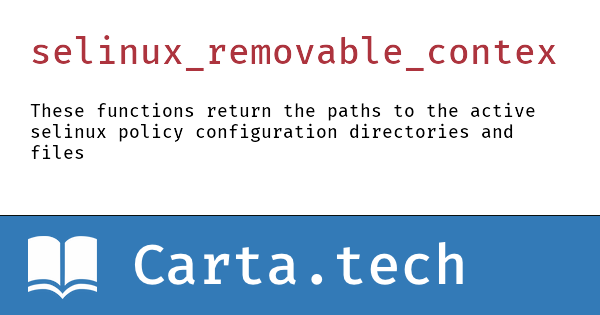 selinux_removable_contex
These functions return the paths to the active
selinux policy configuration directories and
files
Carta.tech